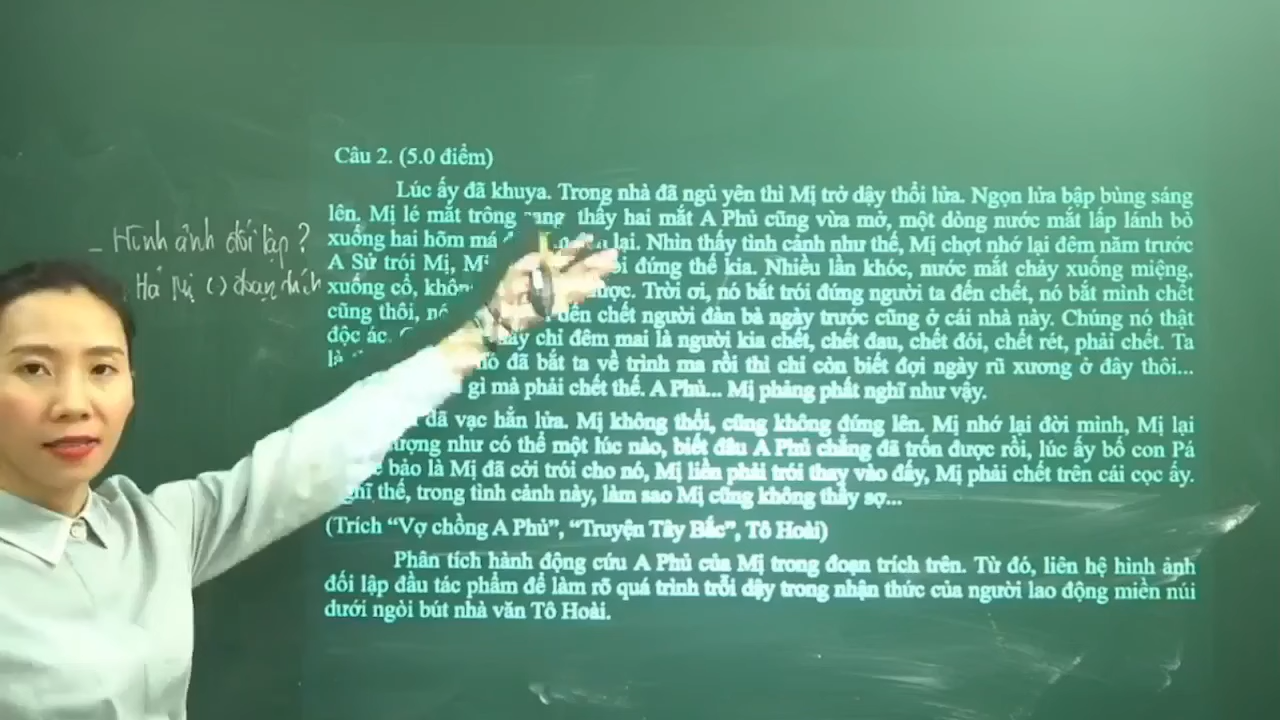 Câu 2. (5.0 điểm)
Lúc ấy đã khuya. Trong nhà đã ngủ yên thì Mị trở dậy thổi lửa. Ngọn lửa bập bùng sáng
lên. Mị lé mắt trông sang thấy hai mắt A Phủ cũng vừa mở, một dòng nước mắt lấp lánh bò
xuống hai hõm má lại. Nhìn thấy tình cảnh như thế, Mị chợt nhớ lại đêm năm trước
A Sử trói Mị, đứng thế kia. Nhiều lần khóc, nước mắt chảy xuống miệng,
xuống cổ, được. Trời ơi, nó bắt trói đứng người ta đến chết, nó bắt mình chết
cũng thôi, đến chết người đàn bà ngày trước cũng ở cái nhà này. Chúng nó thật
độc ác. chỉ đêm mai là người kia chết, chết đau, chết đói, chết rét, phải chết. Ta
là đã bắt ta về trình ma rồi thì chỉ còn biết đợi ngày rũ xương ở đây thôi...
gì mà phải chết thế. A Phủ... Mị phảng phất nghĩ như vậy.
đã vạc hẳn lửa. Mị không thổi, cũng không đứng lên. Mị nhớ lại đời mình, Mị lại
như có thể một lúc nào, biết đâu A Phủ chẳng đã trốn được rồi, lúc ấy bố con Pá
bảo là Mị đã cởi trói cho nó, Mị liền phải trói thay vào đấy, Mị phải chết trên cái cọc ấy.
thế, trong tình cảnh này, làm sao Mị cũng không thấy sợ...
(Trích “Vợ chồng A Phủ”, “Truyện Tây Bắc”, Tô Hoài)
Phân tích hành động cứu A Phủ của Mị trong đoạn trích trên. Từ đó, liên hệ hình ảnh
đối lập đầu tác phẩm để làm rõ quá trình trỗi dậy trong nhận thức của người lao động miền núi
dưới ngòi bút nhà văn Tô Hoài.
- Hình ảnh đối lập ?
Mị () đoạn trích